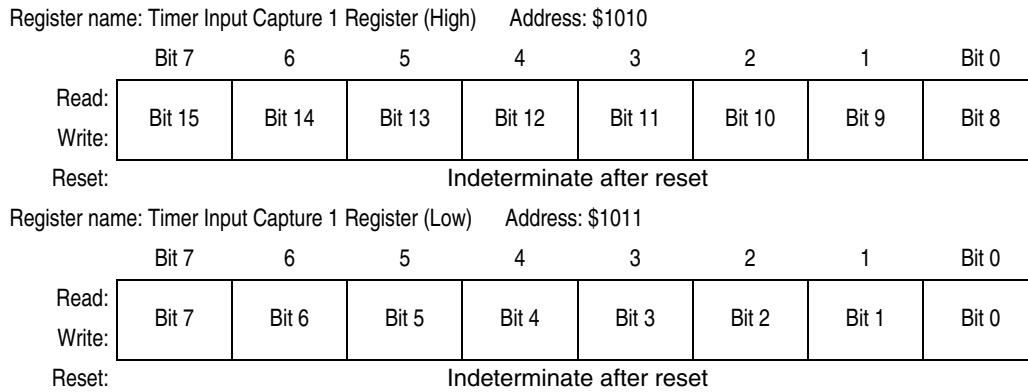 Register name: Timer Input Capture 1 Register (High) Address: $1010
Bit 7 6 5 4 3 2 1 Bit 0
Read:
Bit 15 Bit 14 Bit 13 Bit 12 Bit 11 Bit 10 Bit 9 Bit 8
Write:
Reset: Indeterminate after reset
Register name: Timer Input Capture 1 Register (Low) Address: $1011
Bit 7 6 5 4 3 2 1 Bit 0
Read:
Bit 7 Bit 6 Bit 5 Bit 4 Bit 3 Bit 2 Bit 1 Bit 0
Write:
Reset: Indeterminate after reset